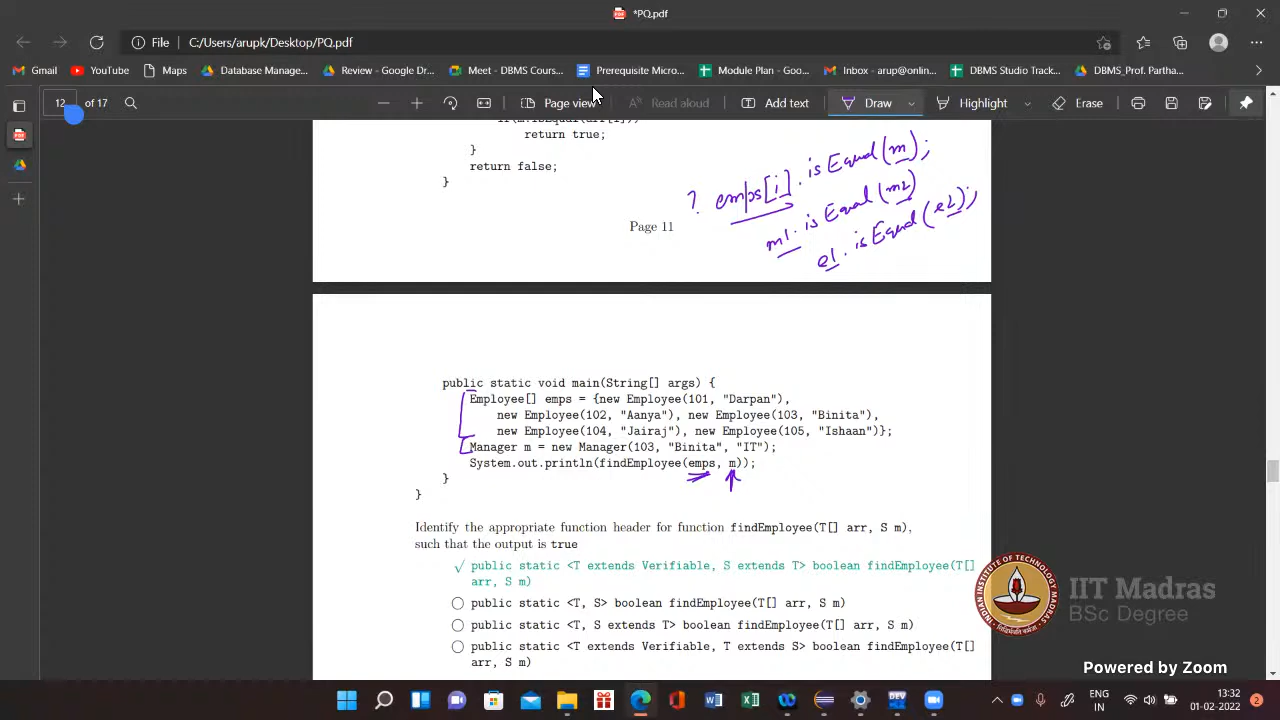 *PQ.pdf
File C:/Users/arupk/Desktop/PQ.pdf
Gmail YouTube Maps Database Manage... Review - Google Dr... Meet - DBMS Cours... Prerequisite Micro... Module Plan - Goo... Inbox - arup@onlin... DBMS Studio Track... DBMS_Prof. Partha...
12 of 17 Page view Read aloud Add text Draw Highlight Erase
return true;
}
return false;
}
? emps[i].isEqual(m);
m1.isEqual(m2)
e1.isEqual(e2);
Page 11
public static void main(String[] args) {
Employee[] emps = {new Employee(101, "Darpan"),
new Employee(102, "Aanya"), new Employee(103, "Binita"),
new Employee(104, "Jairaj"), new Employee(105, "Ishaan")};
Manager m = new Manager(103, "Binita", "IT");
System.out.println(findEmployee(emps, m));
}
}
Identify the appropriate function header for function findEmployee(T[] arr, S m),
such that the output is true
√ public static <T extends Verifiable, S extends T> boolean findEmployee(T[]
arr, S m)
public static <T, S> boolean findEmployee(T[] arr, S m)
public static <T, S extends T> boolean findEmployee(T[] arr, S m)
public static <T extends Verifiable, T extends S> boolean findEmployee(T[]
arr, S m)
INDIAN INSTITUTE OF TECHNOLOGY MADRAS
IIT Madras
BSc Degree
Powered by Zoom
ENG
IN
13:32
01-02-2022
2